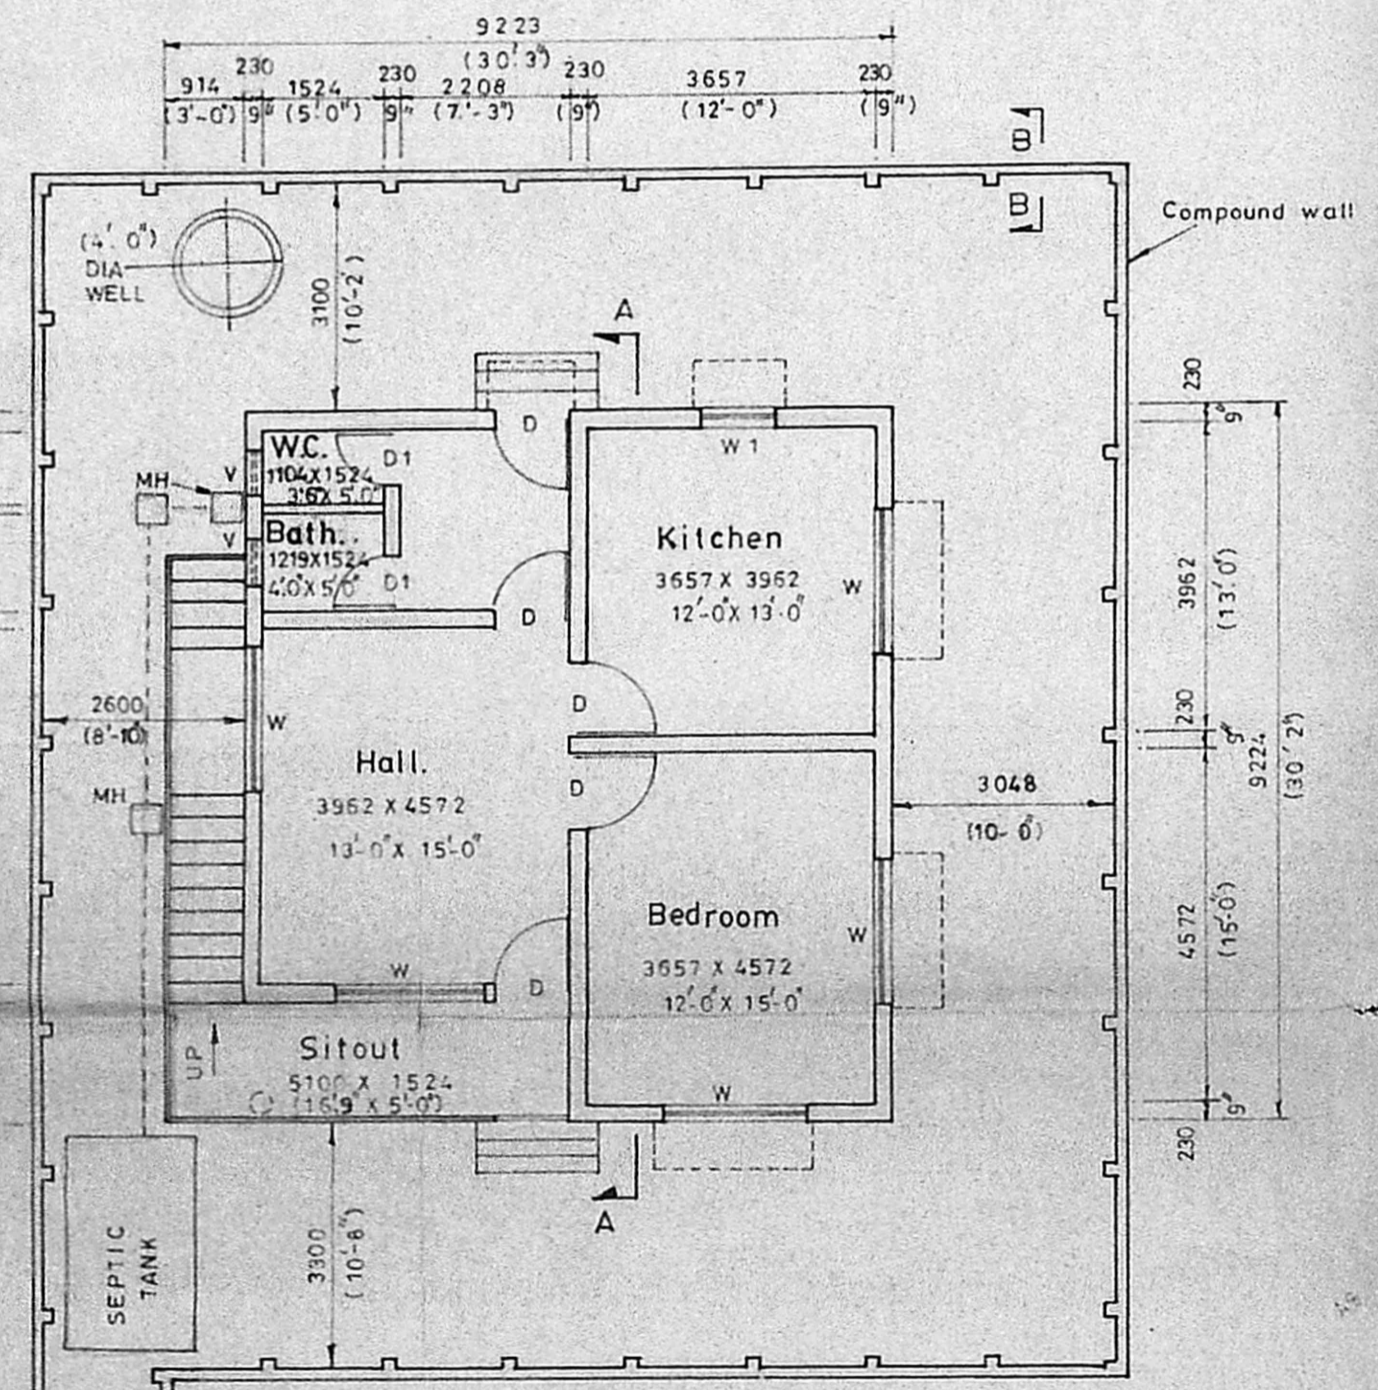 9223
(30'.3")
230 230 230 230
914 1524 2208 3657
(3'-0") 9" (5'.0") 9" (7'.-3") (9") (12'-0") (9")
B
B
Compound wall
(4'.0")
DIA
WELL
3100
(10'-2')
A
230
9"
D
W 1
W.C.
1104X1524
3'.6"X 5'.0"
D1
MH
V
Bath.
1219X1524
4'.0"X 5'.0"
V
D1
D
Kitchen
3657 X 3962
12'-0"X 13'-0"
W
3962
(13'.0")
2600
(8'-10")
W
D
230
9"
9224
(30'2")
Hall.
3962 X 4572
13'-0"X 15'-0"
D
MH
3048
(10-0")
Bedroom
3657 X 4572
12'-0"X 15'-0"
W
4572
(15'-0")
W
D
UP
Sitout
5100 X 1524
(16'9" X 5'-0")
W
9"
230
A
SEPTIC
TANK
3300
(10'-8")